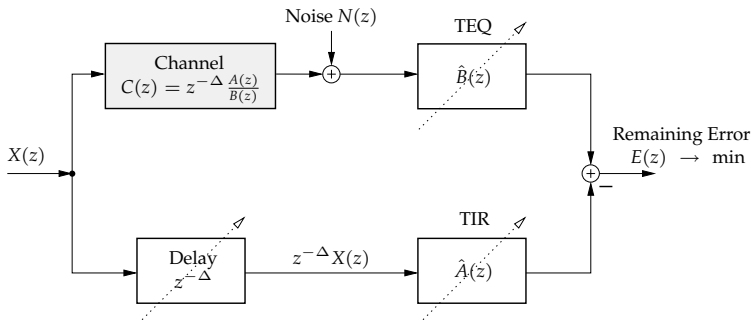 Noise N(z)
TEQ
Channel
C(z) = z^{-Δ} A(z)/B(z)
+
B̂(z)
X(z)
Remaining Error
E(z) → min
+
−
TIR
Delay
z^{-Δ}
z^{-Δ}X(z)
Â(z)